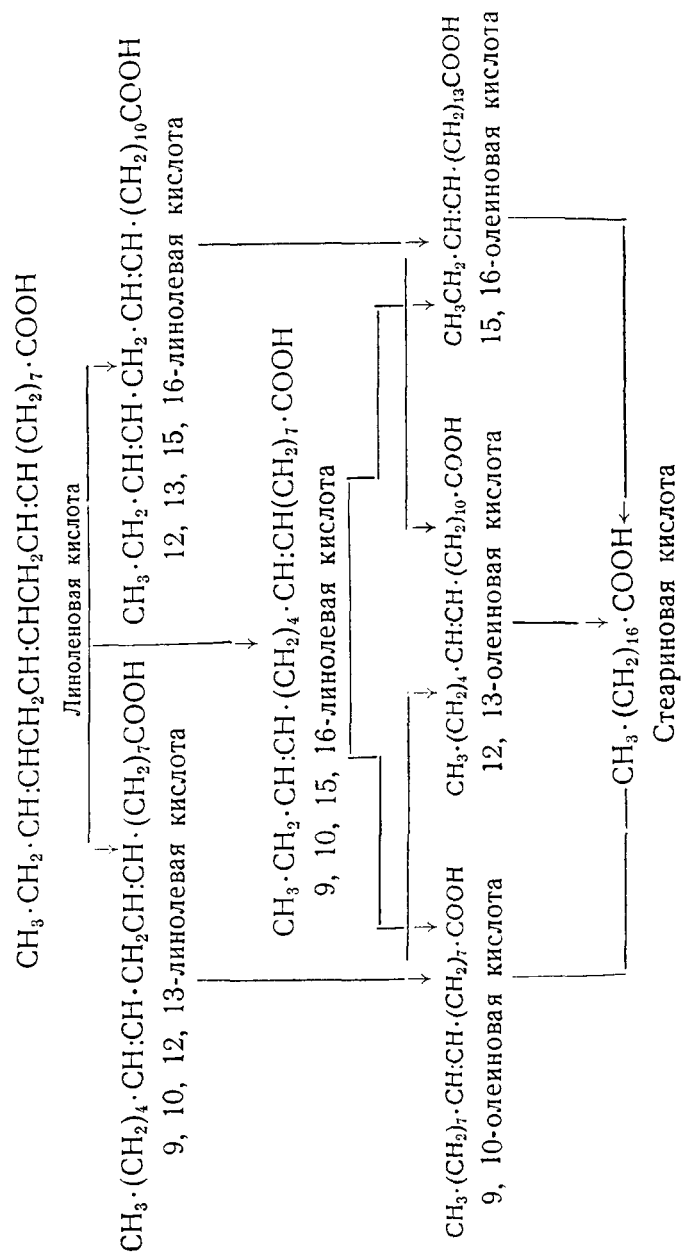 CH₃·CH₂·CH:CHCH₂CH:CHCH₂CH:CH(CH₂)₇·COOH
Линоленовая кислота
CH₃·(CH₂)₄·CH:CH·CH₂CH:CH·(CH₂)₇COOH
9, 10, 12, 13-линолевая кислота
CH₃·CH₂·CH:CH·CH₂·CH:CH·(CH₂)₁₀COOH
12, 13, 15, 16-линолевая кислота
CH₃·CH₂·CH:CH·(CH₂)₄·CH:CH(CH₂)₇·COOH
9, 10, 15, 16-линолевая кислота
CH₃·(CH₂)₇·CH:CH·(CH₂)₇·COOH
9, 10-олеиновая кислота
CH₃·(CH₂)₄·CH:CH·(CH₂)₁₀·COOH
12, 13-олеиновая кислота
CH₃CH₂·CH:CH·(CH₂)₁₃COOH
15, 16-олеиновая кислота
CH₃·(CH₂)₁₆·COOH
Стеариновая кислота